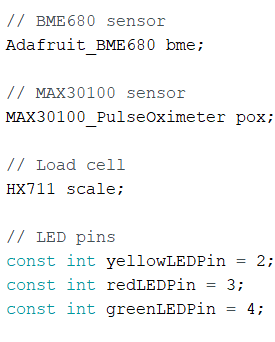 // BME680 sensor
Adafruit_BME680 bme;
// MAX30100 sensor
MAX30100_PulseOximeter pox;
// Load cell
HX711 scale;
// LED pins
const int yellowLEDPin = 2;
const int redLEDPin = 3;
const int greenLEDPin = 4;